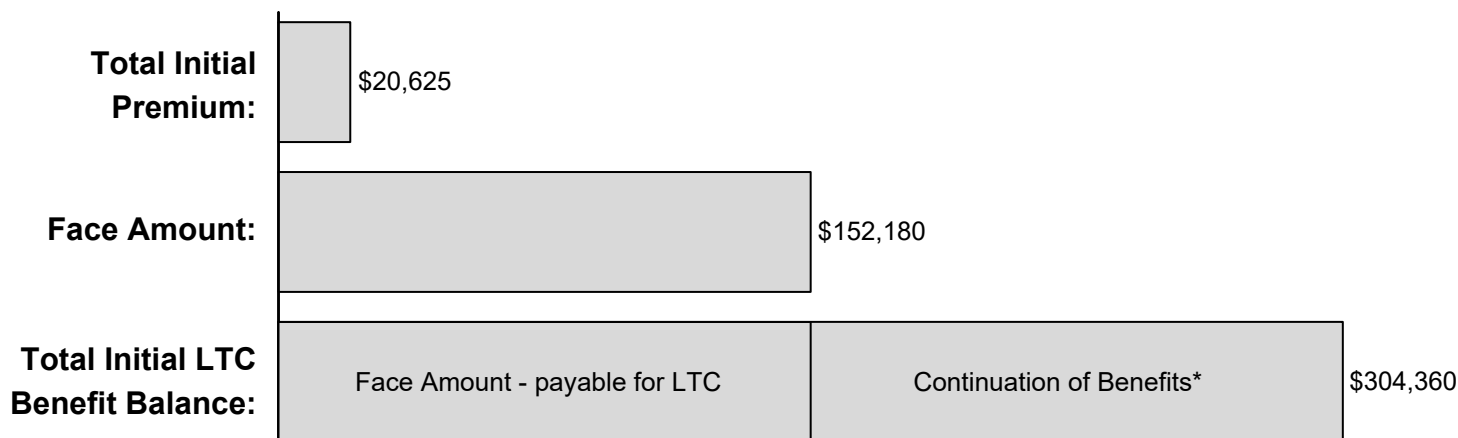 Total Initial
Premium:
$20,625
Face Amount:
$152,180
Total Initial LTC
Benefit Balance:
Face Amount - payable for LTC
Continuation of Benefits*
$304,360